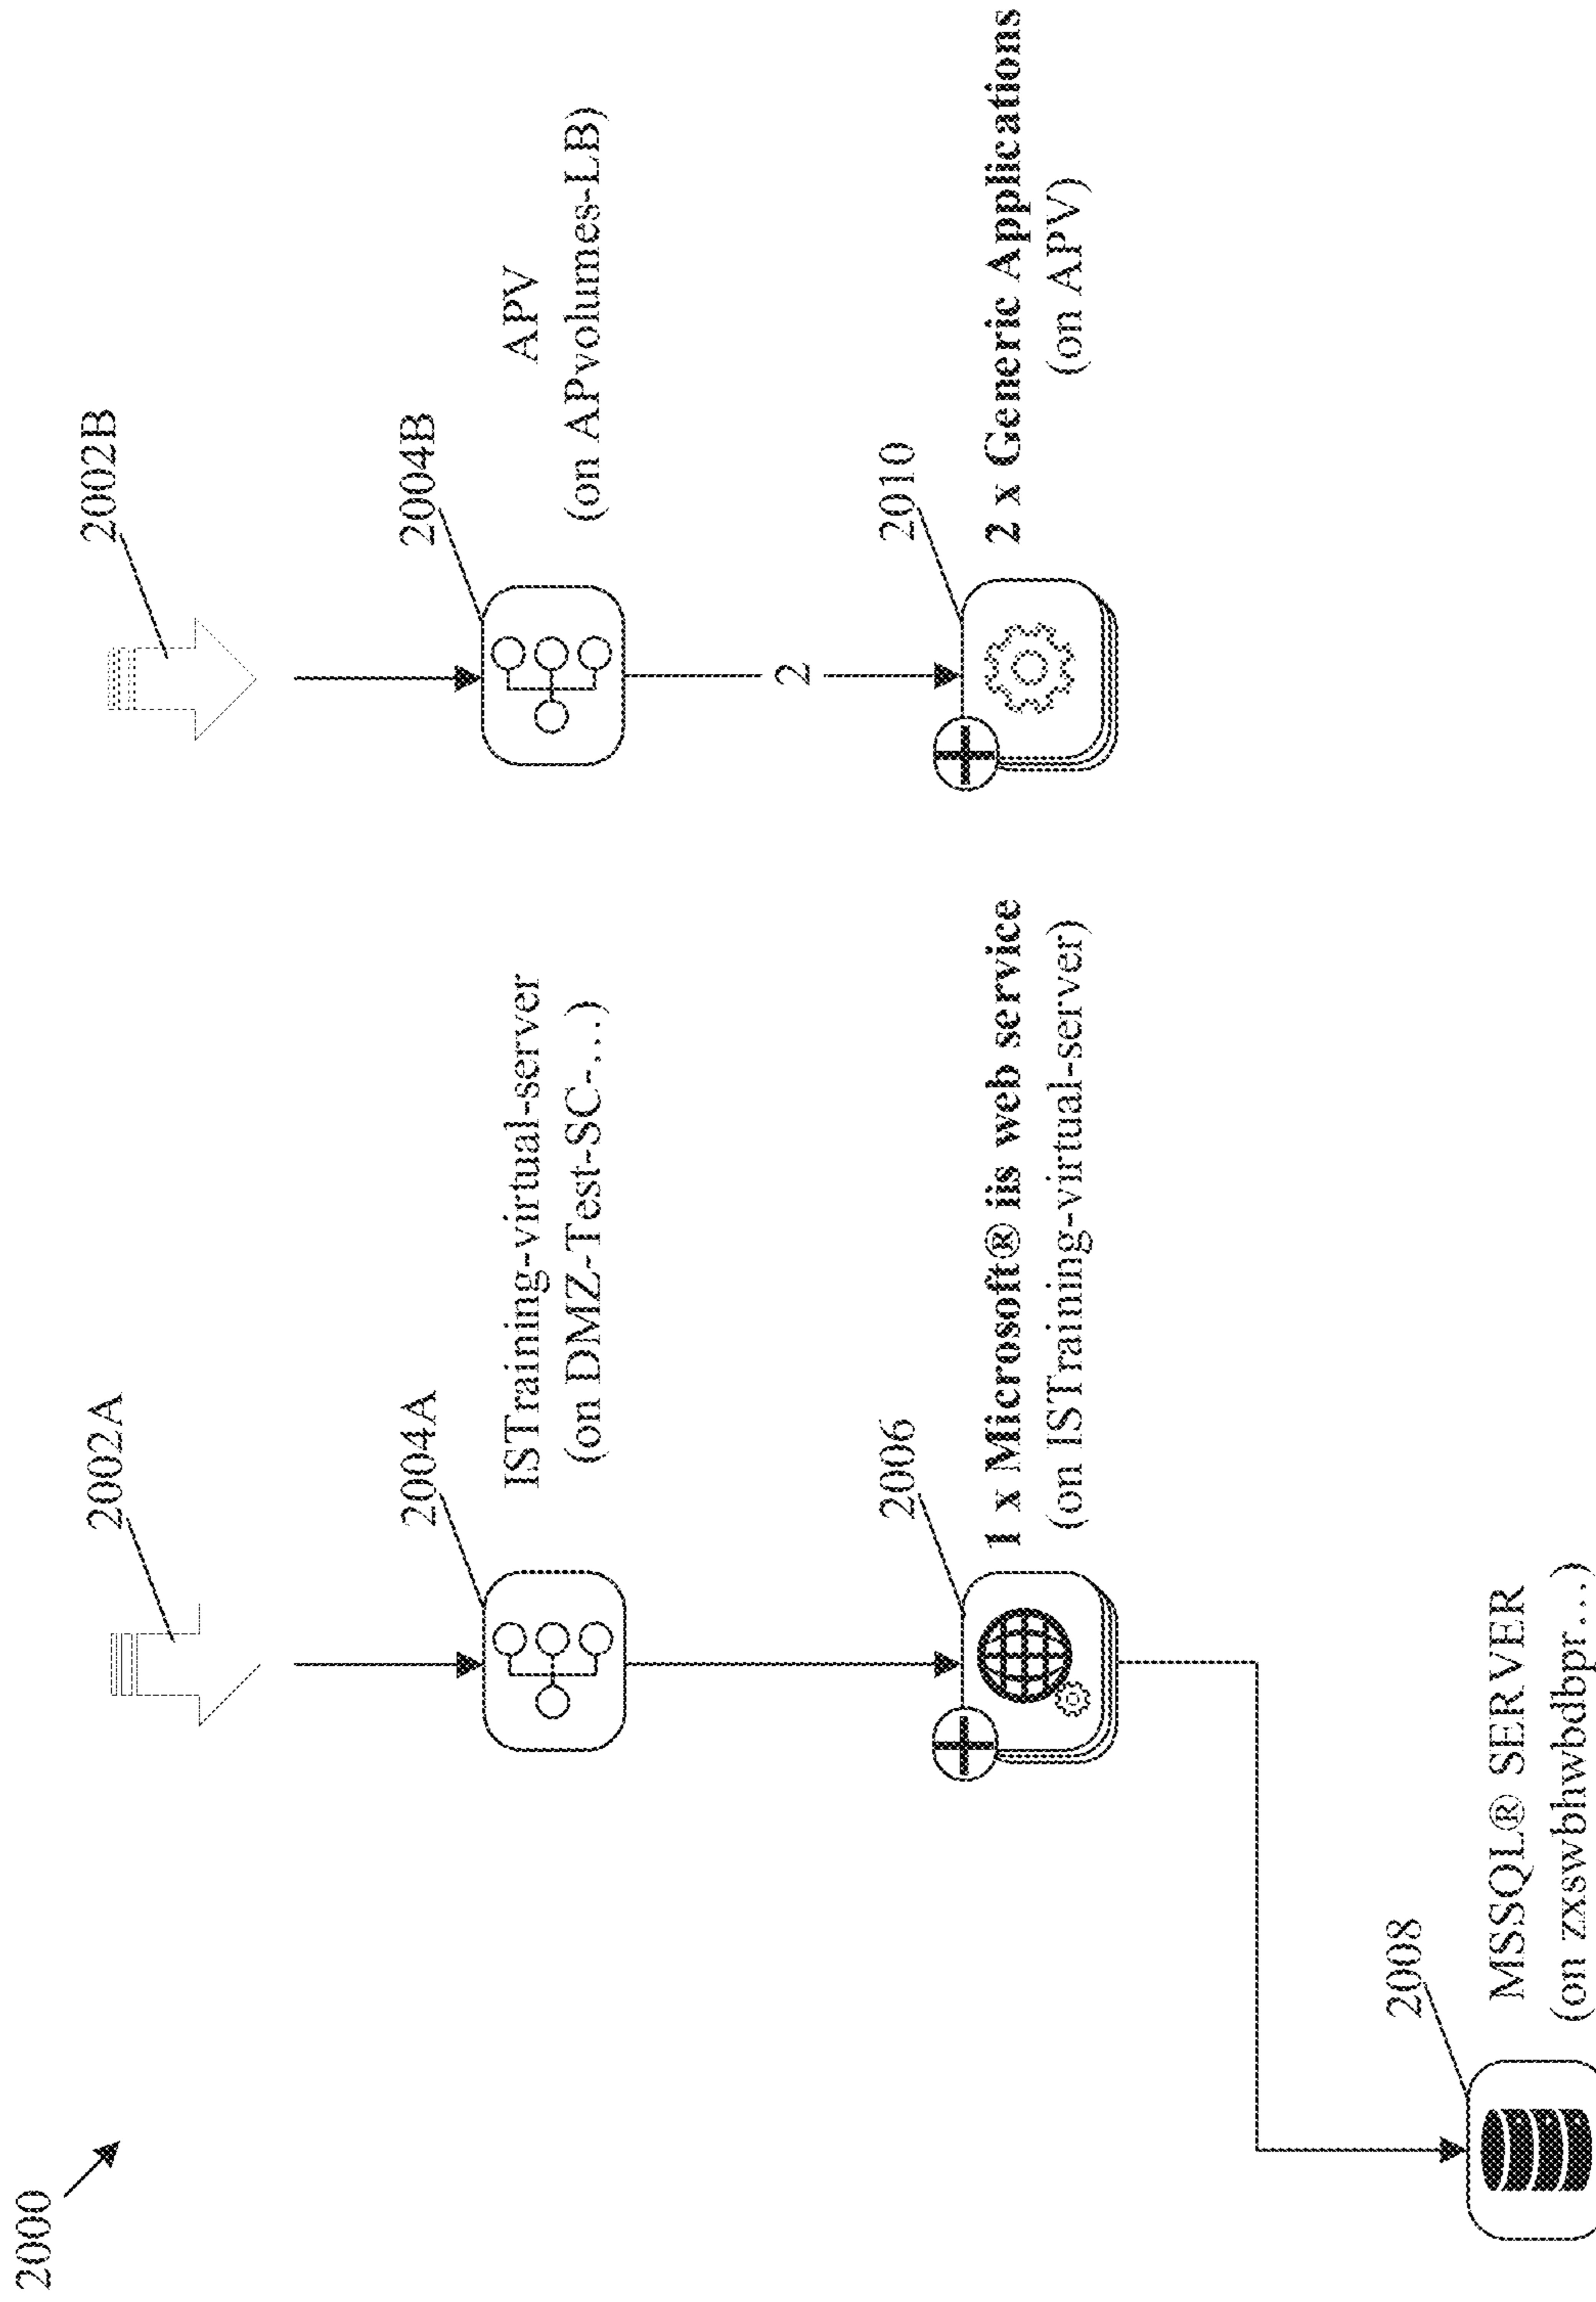 2000
2002A
2002B
2004A
ISTraining-virtual-server
(on DMZ-Test-SC-...)
2004B
APV
(on APvolumes-LB)
2
2006
1 x Microsoft® iis web service
(on ISTraining-virtual-server)
2010
2 x Generic Applications
(on APV)
2008
MSSQL® SERVER
(on zxswbhwbdbpr...)